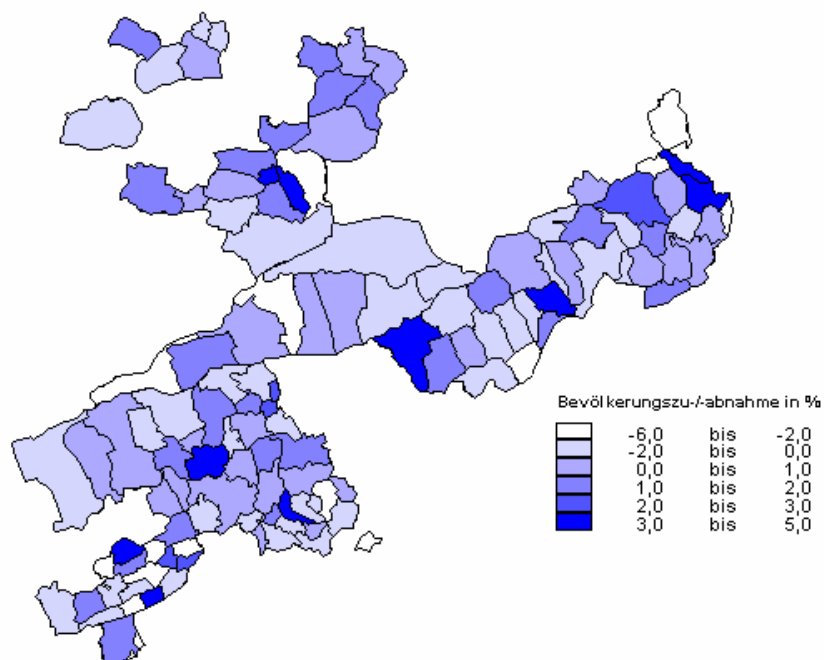 Bevölkerungszu-/-abnahme in %
-6,0 bis -2,0
-2,0 bis 0,0
0,0 bis 1,0
1,0 bis 2,0
2,0 bis 3,0
3,0 bis 5,0